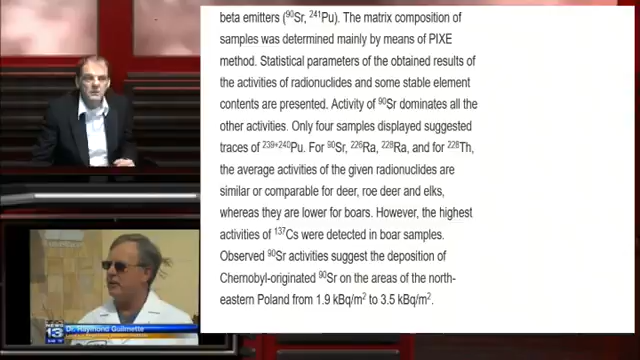 beta emitters (⁹⁰Sr, ²⁴¹Pu). The matrix composition of
samples was determined mainly by means of PIXE
method. Statistical parameters of the obtained results of
the activities of radionuclides and some stable element
contents are presented. Activity of ⁹⁰Sr dominates all the
other activities. Only four samples displayed suggested
traces of ²³⁹⁺²⁴⁰Pu. For ⁹⁰Sr, ²²⁶Ra, ²²⁸Ra, and for ²²⁸Th,
the average activities of the given radionuclides are
similar or comparable for deer, roe deer and elks,
whereas they are lower for boars. However, the highest
activities of ¹³⁷Cs were detected in boar samples.
Observed ⁹⁰Sr activities suggest the deposition of
Chernobyl-originated ⁹⁰Sr on the areas of the north-
eastern Poland from 1.9 kBq/m² to 3.5 kBq/m².
NEWS
13
Dr. Raymond Guilmette